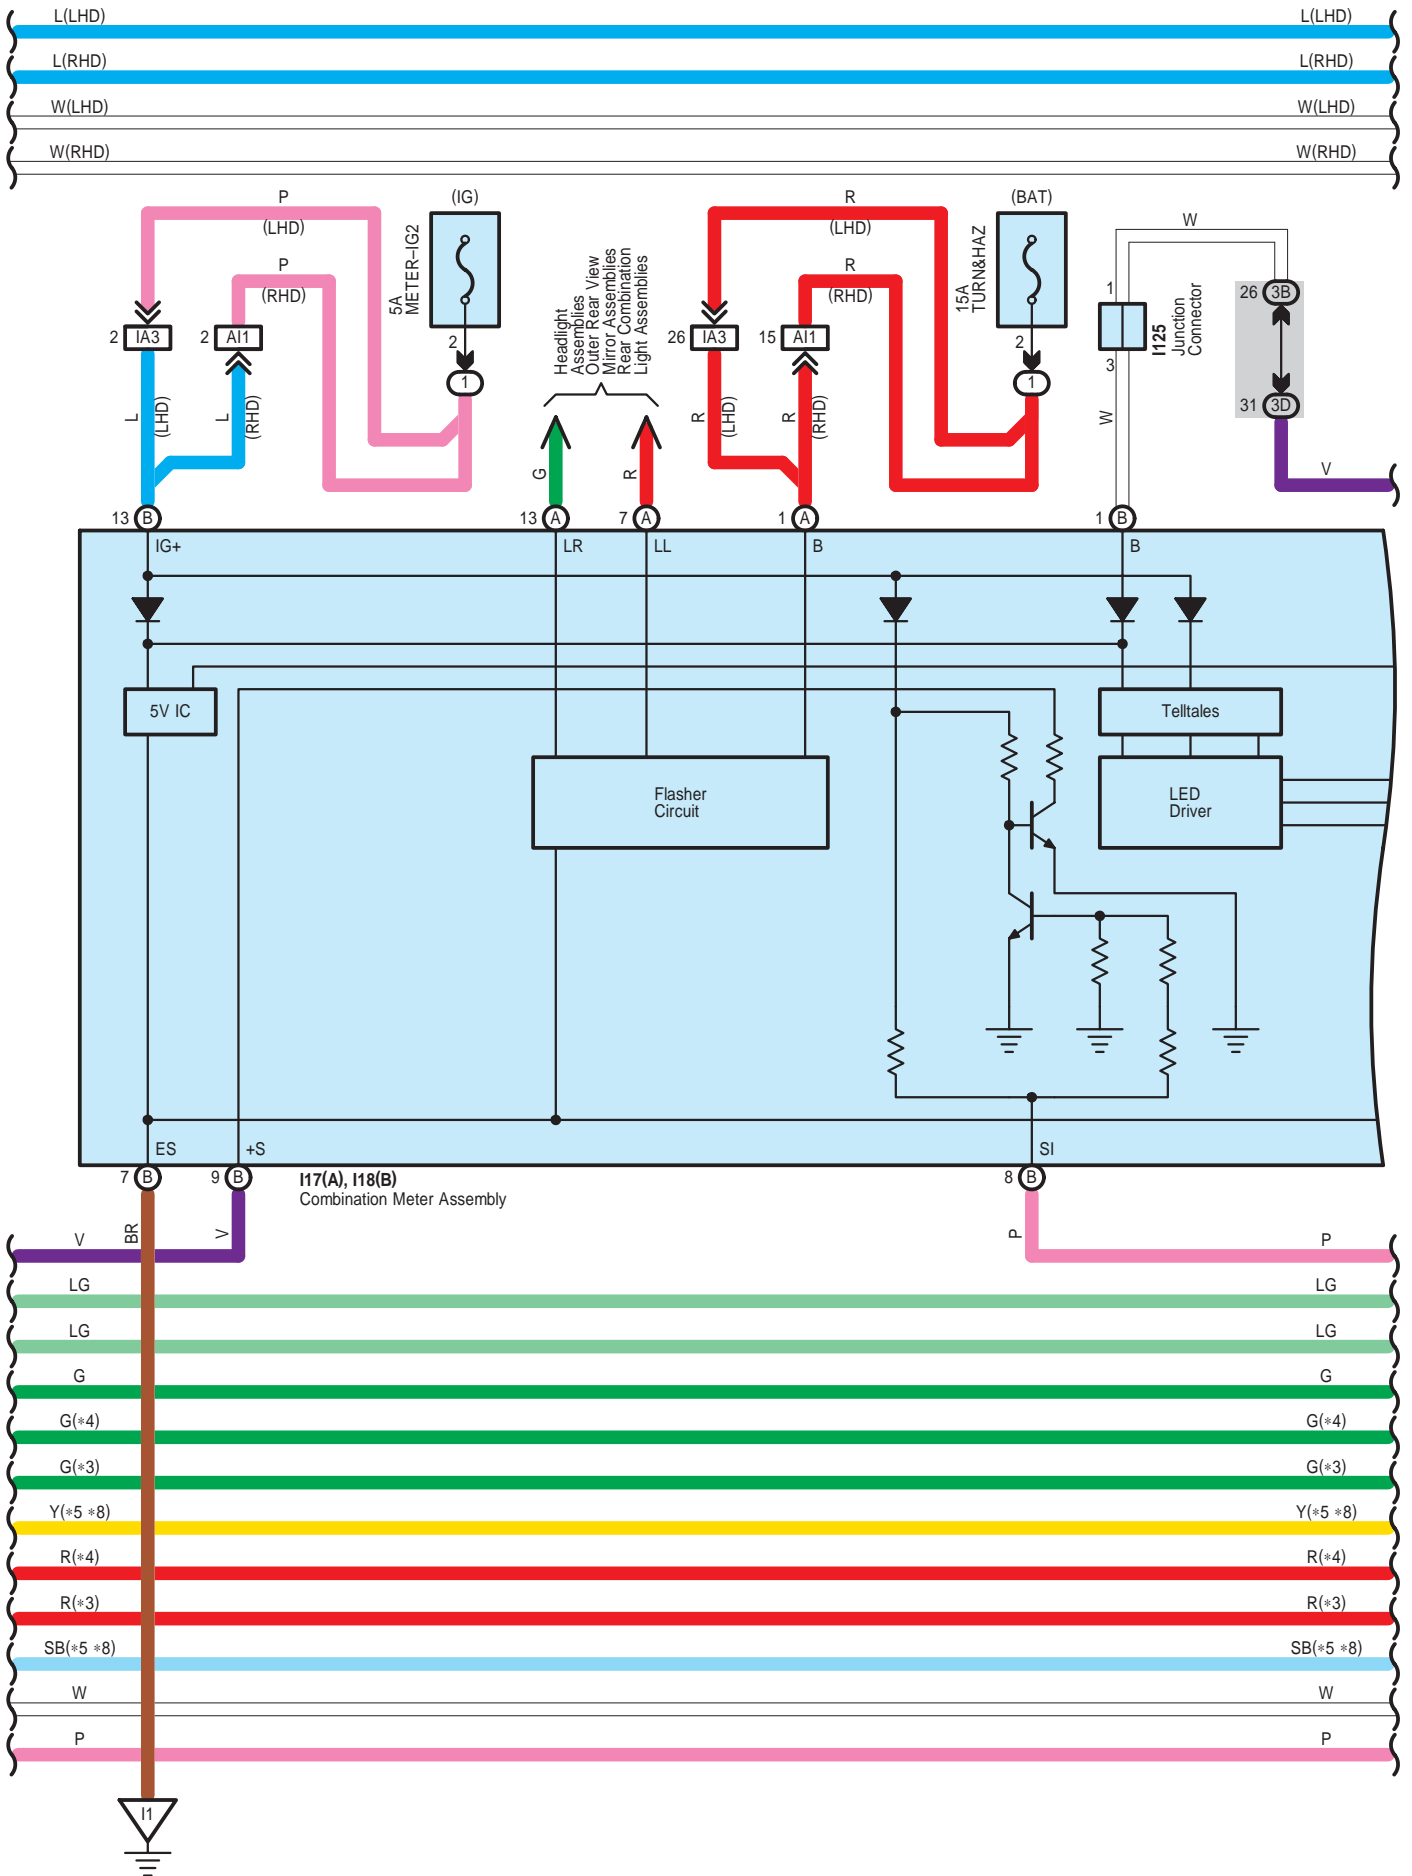 L(LHD) L(LHD)
L(RHD) L(RHD)
W(LHD) W(LHD)
W(RHD) W(RHD)
P
(LHD)
P
(RHD)
(IG)
5A
METER–IG2
2
1
2 IA3
2 AI1
L
(LHD)
L
(RHD)
Headlight
Assemblies
Outer Rear View
Mirror Assemblies
Rear Combination
Light Assemblies
G
R
R
(LHD)
R
(RHD)
(BAT)
15A
TURN&HAZ
2
1
26 IA3
15 AI1
R
(LHD)
R
(RHD)
W
1
I125
Junction
Connector
3
W
26 3B
31 3D
V
13 B
13 A
7 A
1 A
1 B
IG+
LR
LL
B
B
5V IC
Flasher
Circuit
Telltales
LED
Driver
ES
+S
SI
7 B
9 B
8 B
I17(A), I18(B)
Combination Meter Assembly
BR
V
P
V P
LG LG
LG LG
G G
G(*4) G(*4)
G(*3) G(*3)
Y(*5 *8) Y(*5 *8)
R(*4) R(*4)
R(*3) R(*3)
SB(*5 *8) SB(*5 *8)
W W
P P
I1